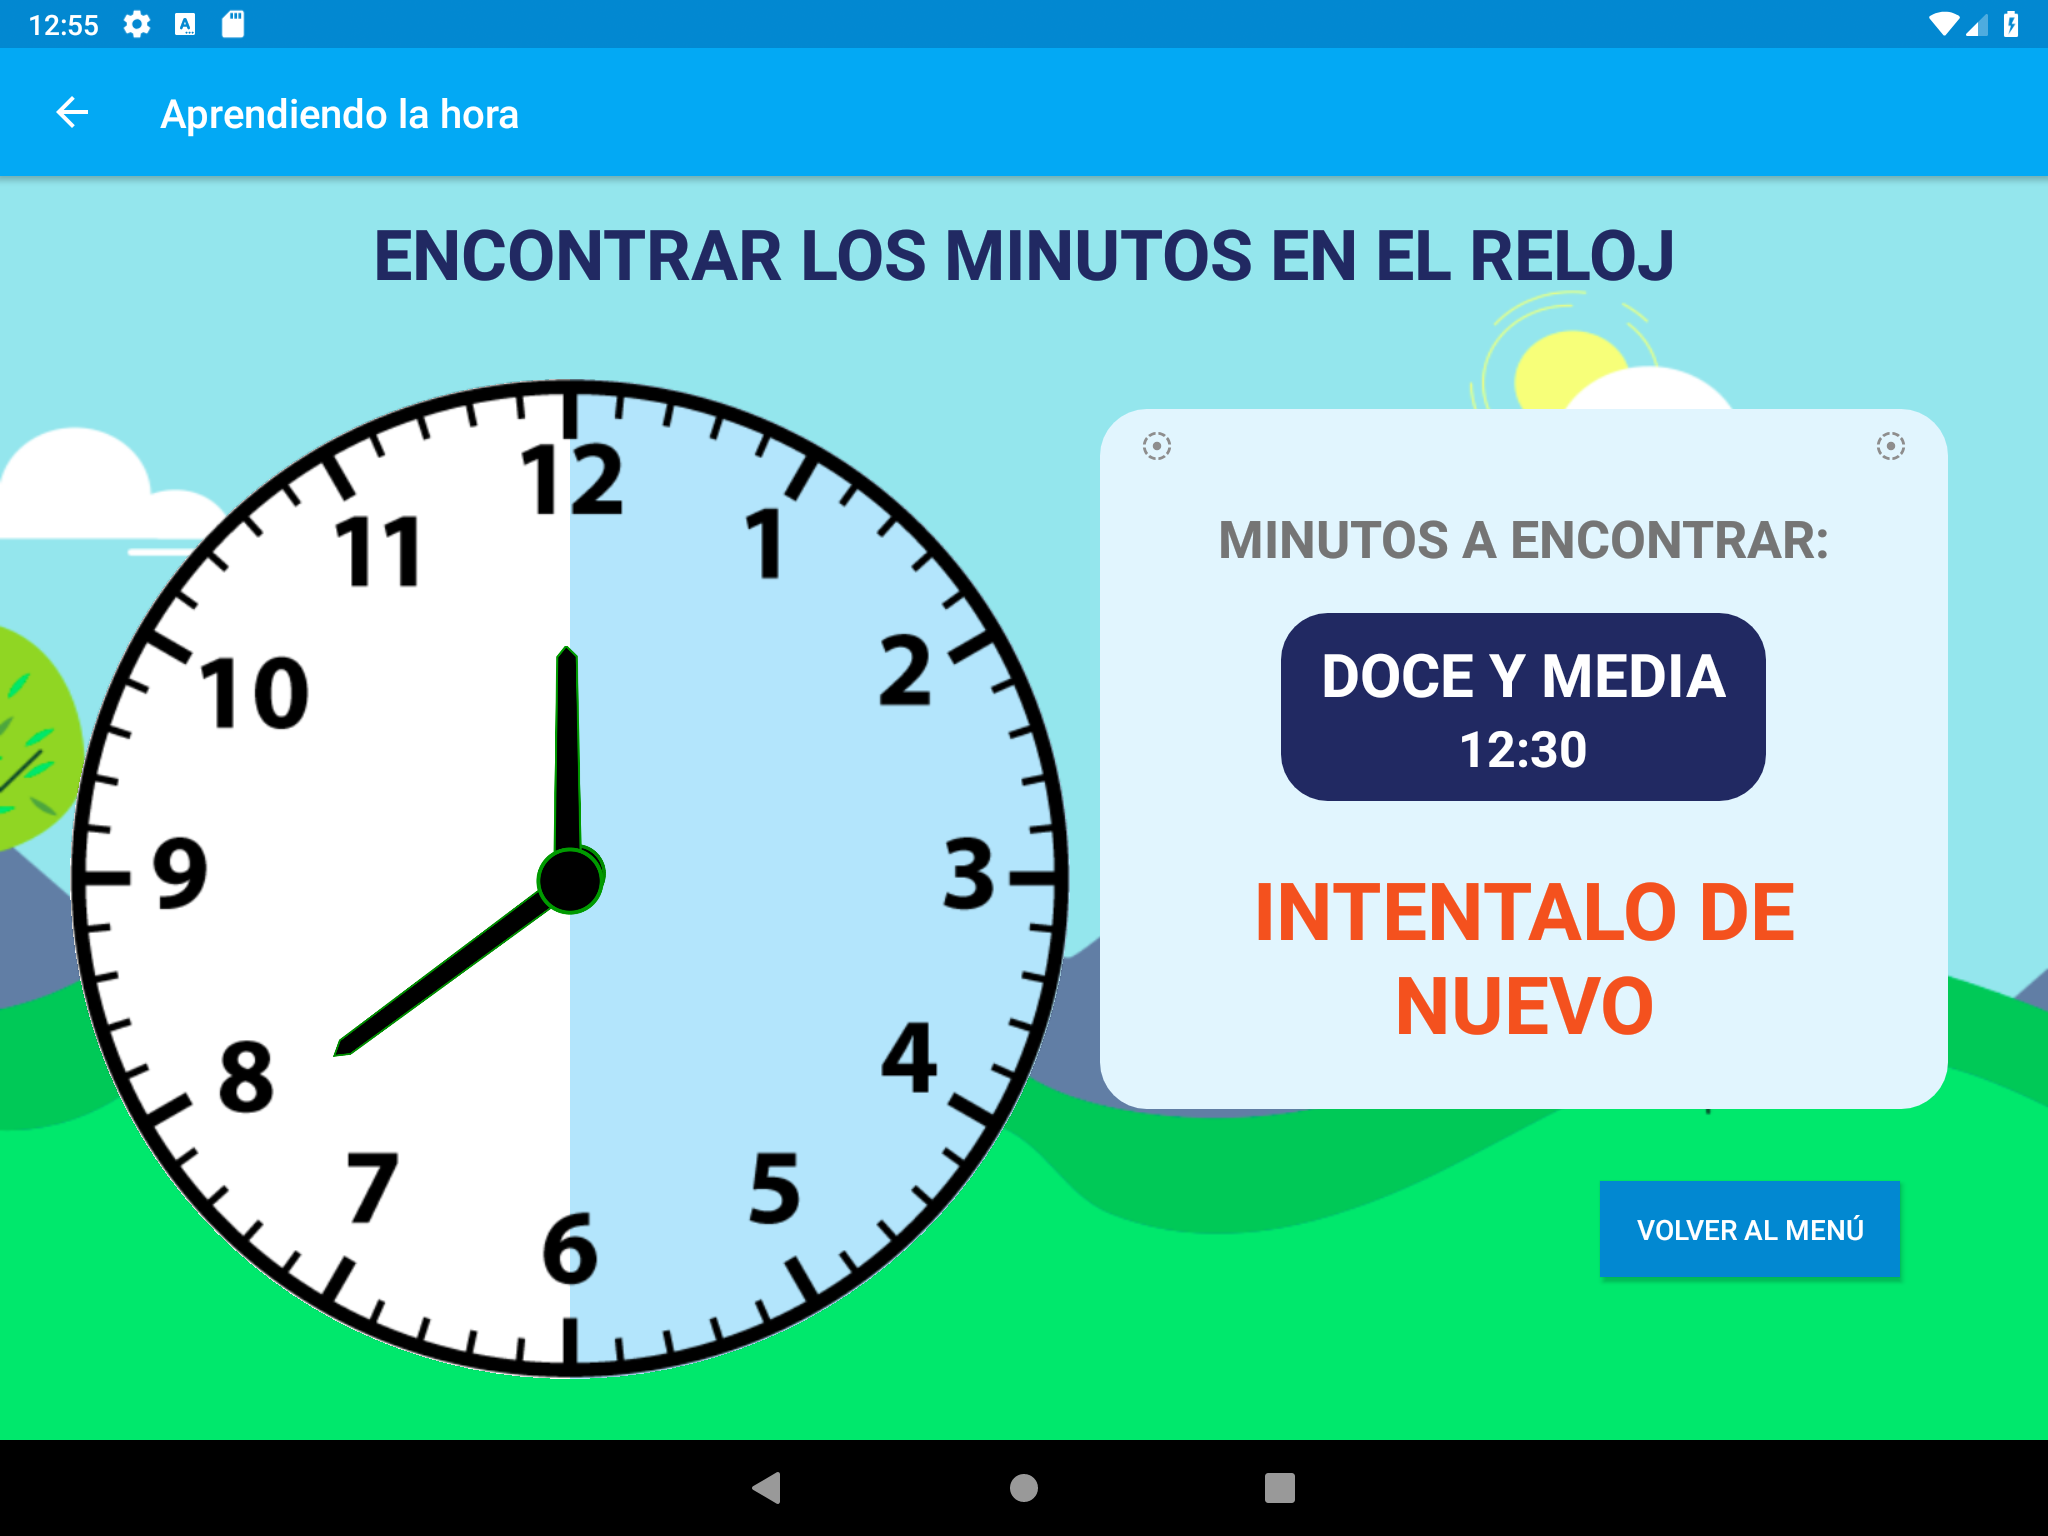 12:55
Aprendiendo la hora
ENCONTRAR LOS MINUTOS EN EL RELOJ
12
11
1
10
2
9
3
8
4
7
5
6
MINUTOS A ENCONTRAR:
DOCE Y MEDIA
12:30
INTENTALO DE
NUEVO
VOLVER AL MENÚ